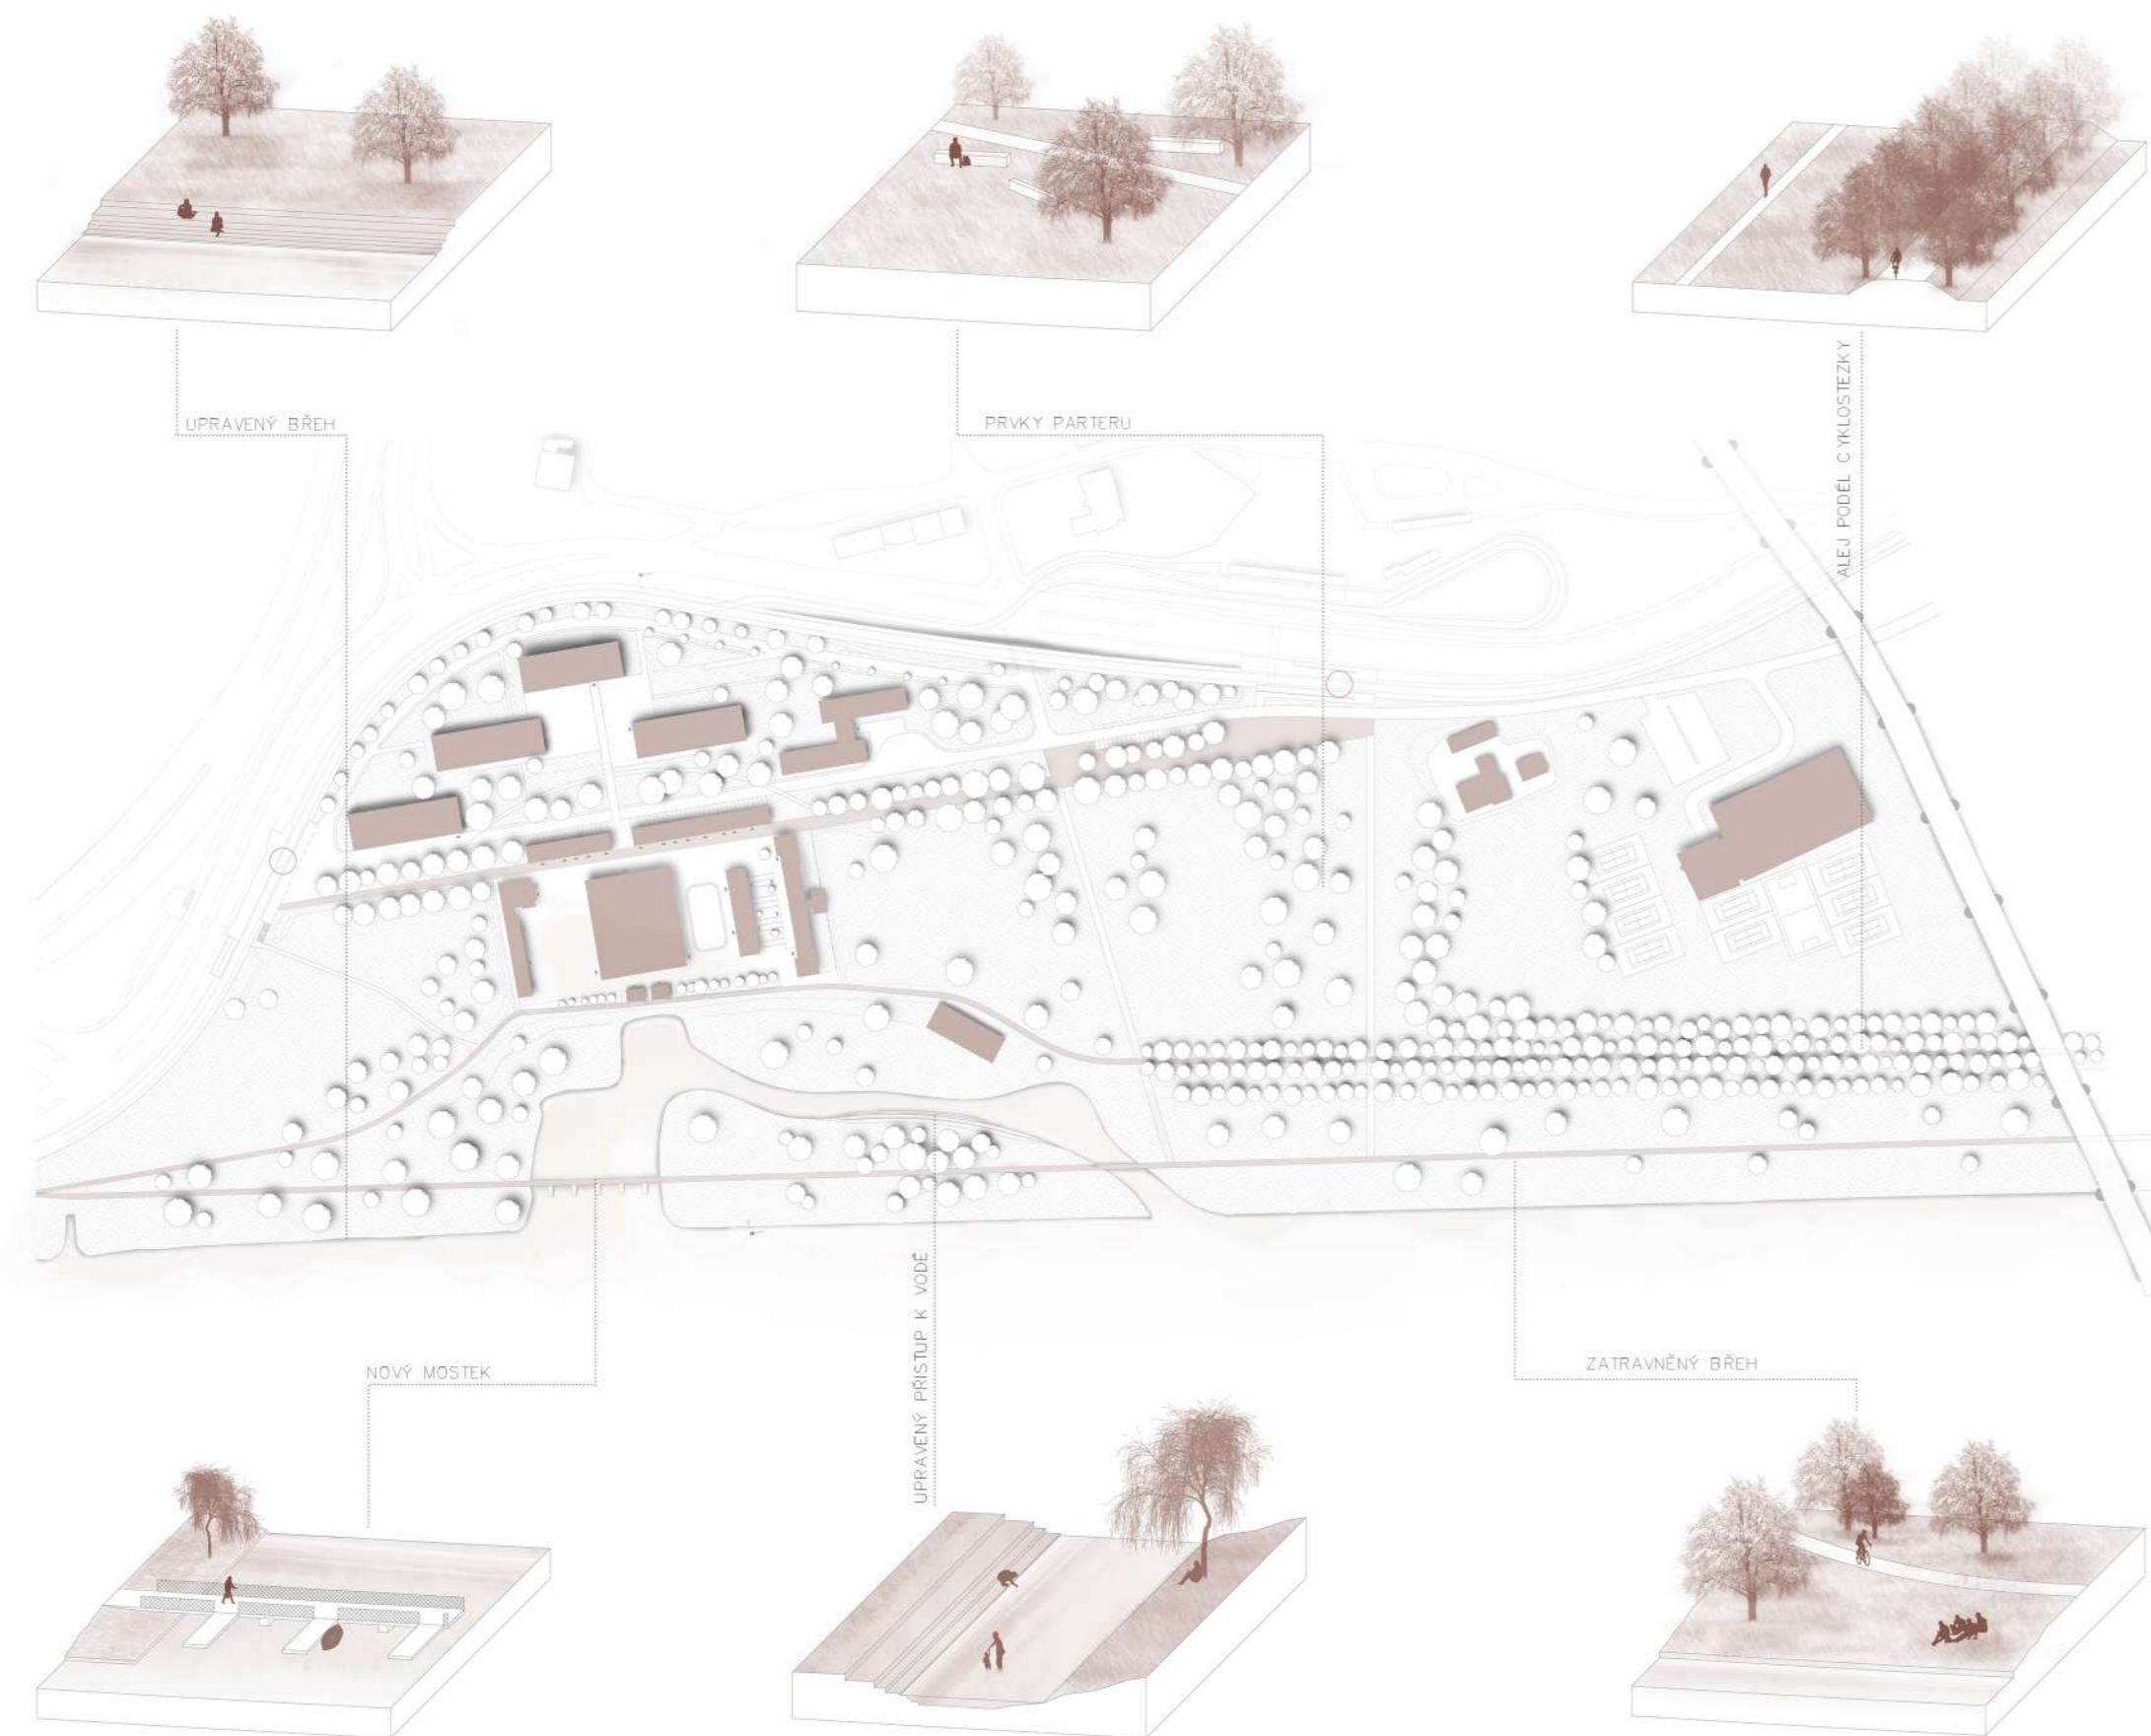 UPRAVENÝ BŘEH
PRVKY PARTERU
ALEJ PODÉL CYKLOSTEZKY
NOVÝ MOSTEK
UPRAVENÝ PŘÍSTUP K VODĚ
ZATRAVNĚNÝ BŘEH